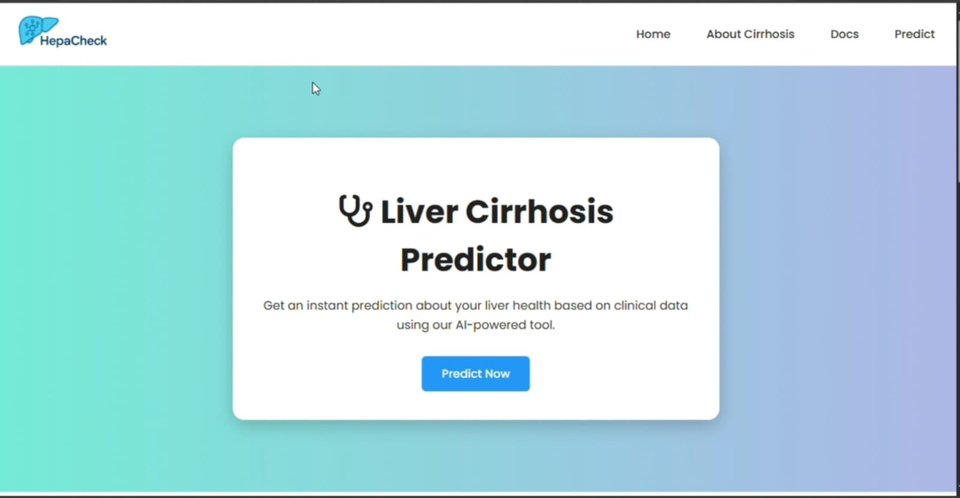 HepaCheck
Home About Cirrhosis Docs Predict
Liver Cirrhosis
Predictor
Get an instant prediction about your liver health based on clinical data
using our AI-powered tool.
Predict Now